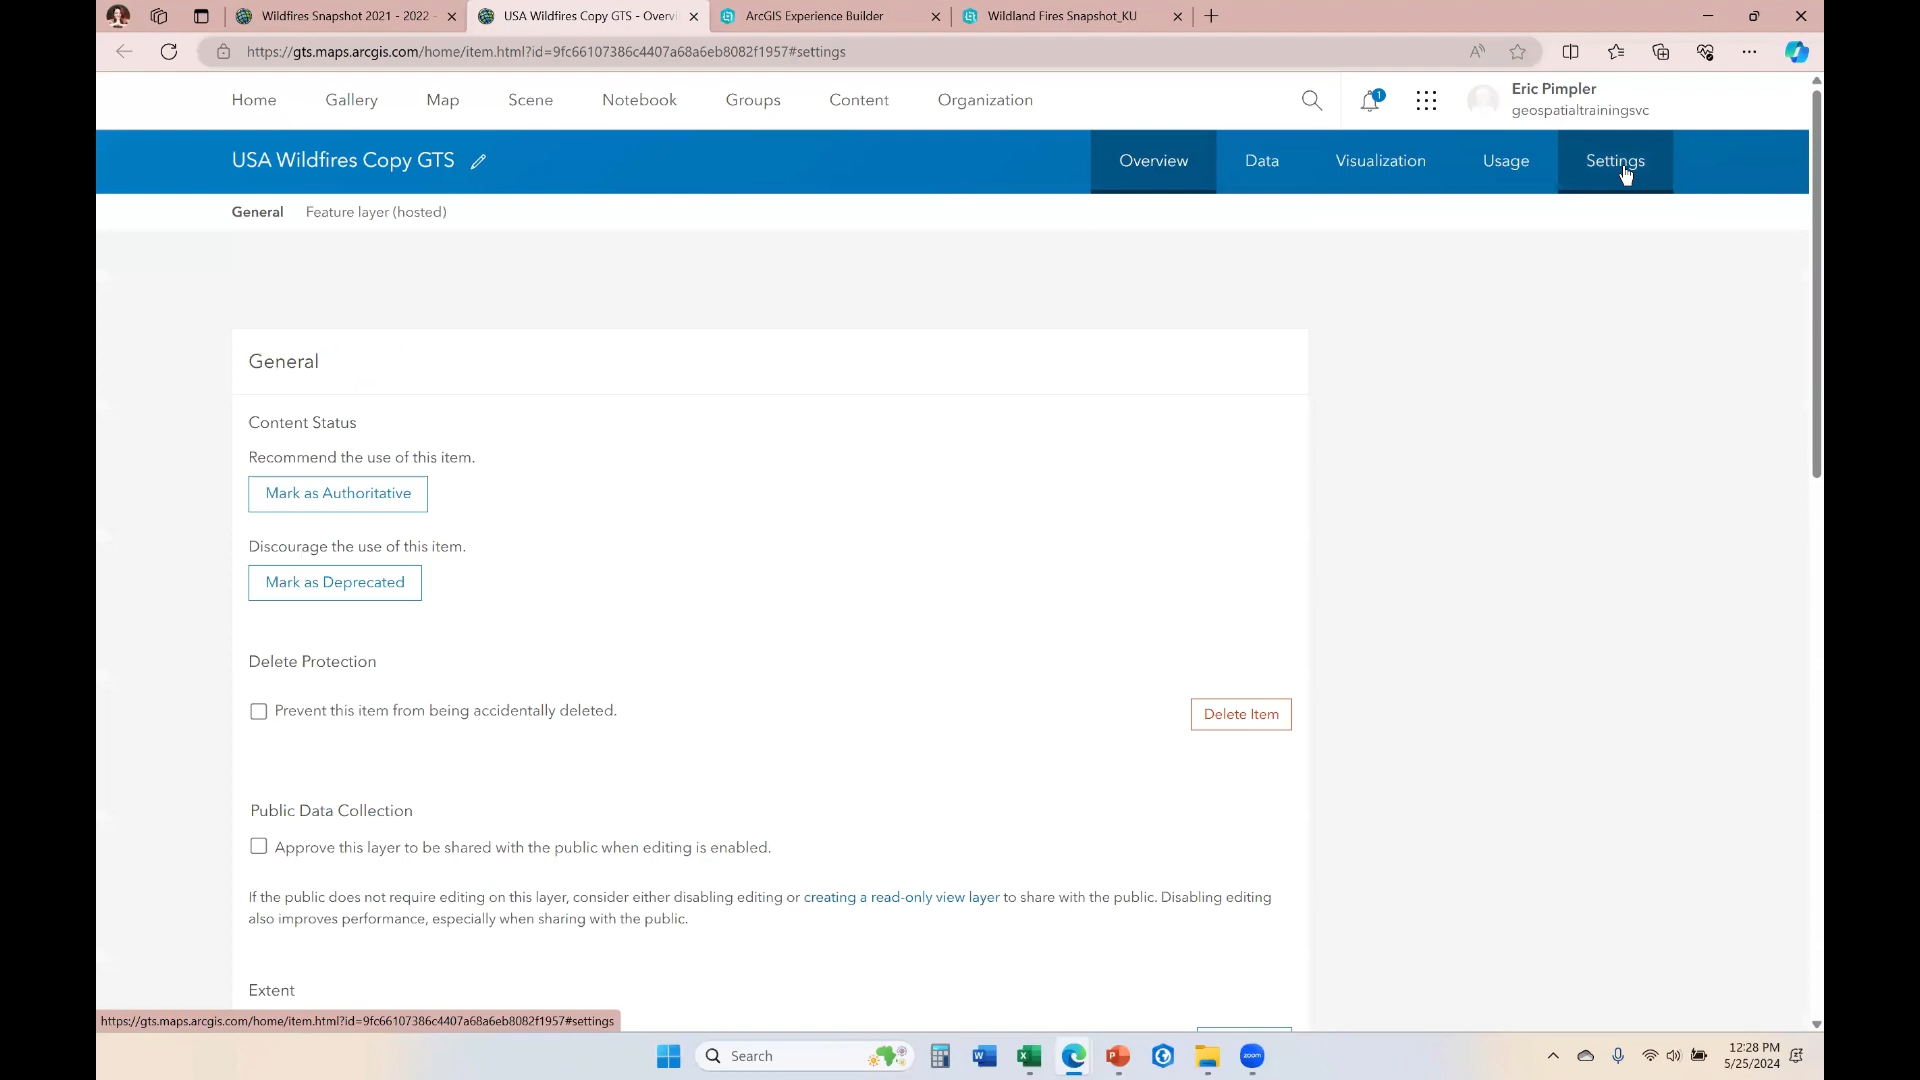 Wildfires Snapshot 2021 - 2022 -
USA Wildfires Copy GTS - Overvi
ArcGIS Experience Builder
Wildland Fires Snapshot_KU
https://gts.maps.arcgis.com/home/item.html?id=9fc66107386c4407a68a6eb8082f1957#settings
Home Gallery Map Scene Notebook Groups Content Organization
1
Eric Pimpler
geospatialtrainingsvc
USA Wildfires Copy GTS
Overview Data Visualization Usage Settings
General Feature layer (hosted)
General
Content Status
Recommend the use of this item.
Mark as Authoritative
Discourage the use of this item.
Mark as Deprecated
Delete Protection
Prevent this item from being accidentally deleted.
Delete Item
Public Data Collection
Approve this layer to be shared with the public when editing is enabled.
If the public does not require editing on this layer, consider either disabling editing or creating a read-only view layer to share with the public. Disabling editing
also improves performance, especially when sharing with the public.
Extent
https://gts.maps.arcgis.com/home/item.html?id=9fc66107386c4407a68a6eb8082f1957#settings
Search
zoom
12:28 PM
5/25/2024